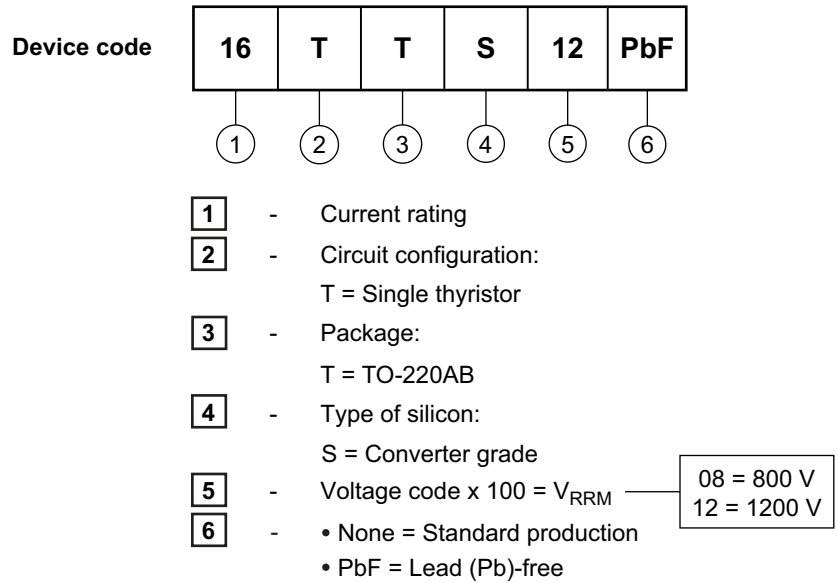 Device code 16 T T S 12 PbF
1 2 3 4 5 6
1 - Current rating
2 - Circuit configuration:
T = Single thyristor
3 - Package:
T = TO-220AB
4 - Type of silicon:
S = Converter grade
5 - Voltage code x 100 = VRRM
08 = 800 V
12 = 1200 V
6 - • None = Standard production
• PbF = Lead (Pb)-free